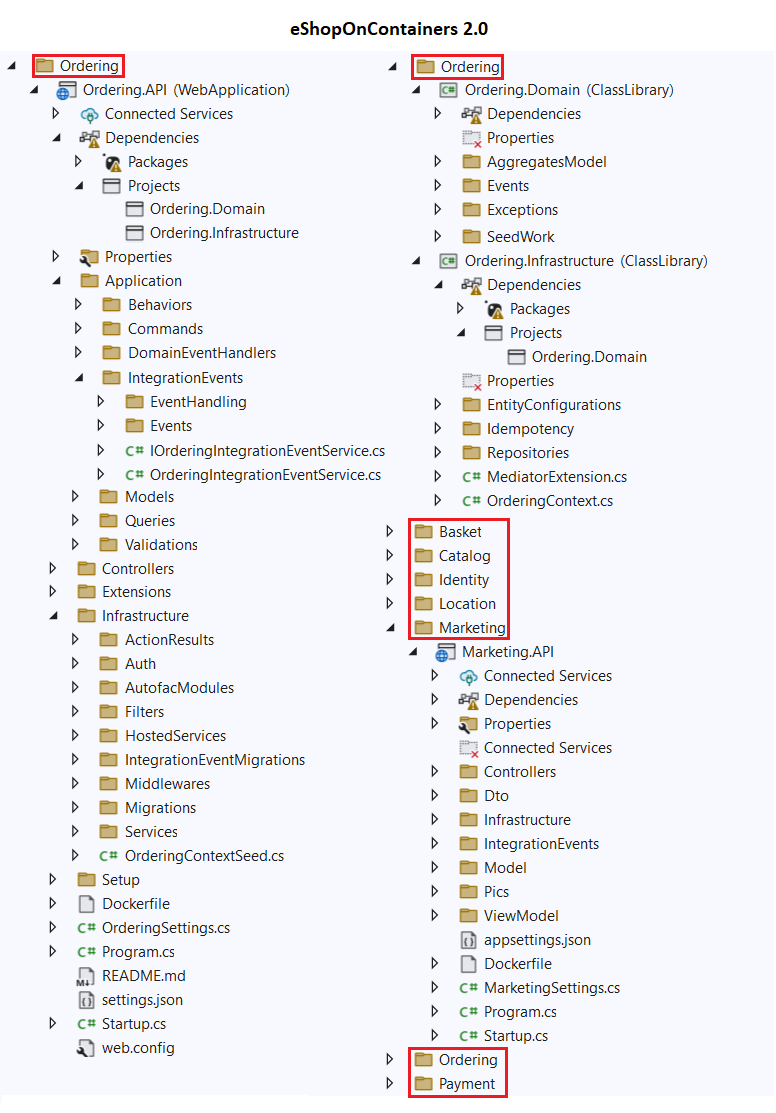 eShopOnContainers 2.0
Ordering
Ordering.API (WebApplication)
Connected Services
Dependencies
Packages
Projects
Ordering.Domain
Ordering.Infrastructure
Properties
Application
Behaviors
Commands
DomainEventHandlers
IntegrationEvents
EventHandling
Events
C# IOrderingIntegrationEventService.cs
C# OrderingIntegrationEventService.cs
Models
Queries
Validations
Controllers
Extensions
Infrastructure
ActionResults
Auth
AutofacModules
Filters
HostedServices
IntegrationEventMigrations
Middlewares
Migrations
Services
C# OrderingContextSeed.cs
Setup
Dockerfile
C# OrderingSettings.cs
C# Program.cs
M↓ README.md
settings.json
C# Startup.cs
web.config
Ordering
C# Ordering.Domain (ClassLibrary)
Dependencies
Properties
AggregatesModel
Events
Exceptions
SeedWork
C# Ordering.Infrastructure (ClassLibrary)
Dependencies
Packages
Projects
Ordering.Domain
Properties
EntityConfigurations
Idempotency
Repositories
C# MediatorExtension.cs
C# OrderingContext.cs
Basket
Catalog
Identity
Location
Marketing
Marketing.API
Connected Services
Dependencies
Properties
Connected Services
Controllers
Dto
Infrastructure
IntegrationEvents
Model
Pics
ViewModel
appsettings.json
Dockerfile
C# MarketingSettings.cs
C# Program.cs
C# Startup.cs
Ordering
Payment